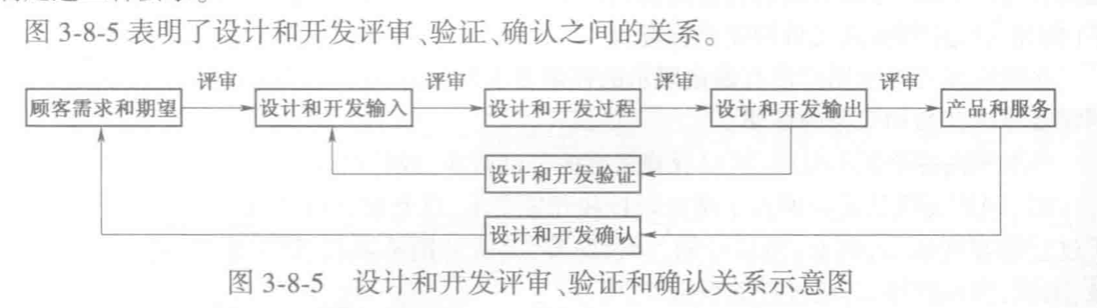 图 3-8-5 表明了设计和开发评审、验证、确认之间的关系。
评审 评审 评审 评审
顾客需求和期望 设计和开发输入 设计和开发过程 设计和开发输出 产品和服务
设计和开发验证
设计和开发确认
图 3-8-5 设计和开发评审、验证和确认关系示意图